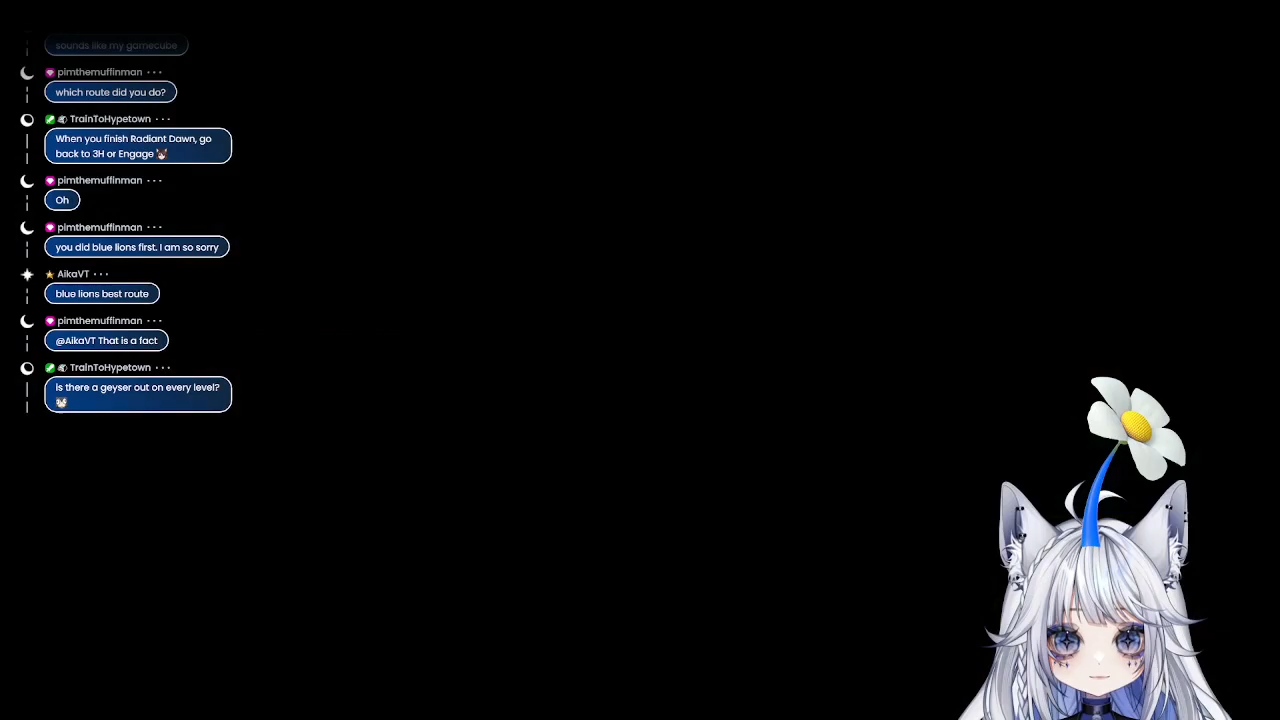 sounds like my gamecube
pimthemuffinman
which route did you do?
TrainToHypetown
When you finish Radiant Dawn, go
back to 3H or Engage
pimthemuffinman
Oh
pimthemuffinman
you did blue lions first. I am so sorry
AikaVT
blue lions best route
pimthemuffinman
@AikaVT That is a fact
TrainToHypetown
Is there a geyser out on every level?